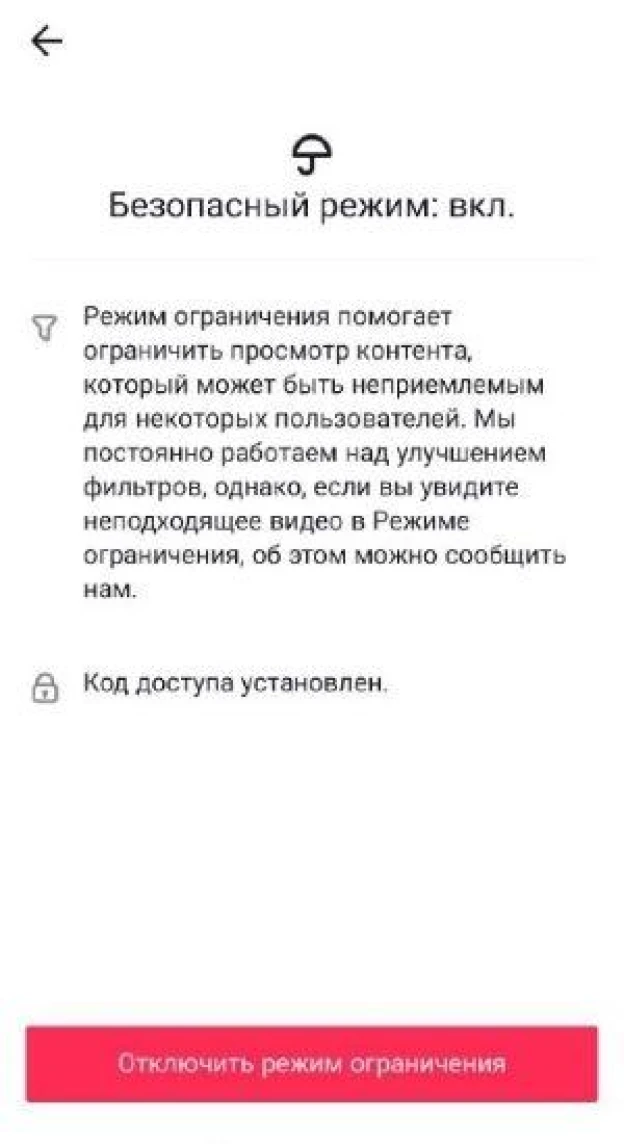 Безопасный режим: вкл.
Режим ограничения помогает
ограничить просмотр контента,
который может быть неприемлемым
для некоторых пользователей. Мы
постоянно работаем над улучшением
фильтров, однако, если вы увидите
неподходящее видео в Режиме
ограничения, об этом можно сообщить
нам.
Код доступа установлен.
Отключить режим ограничения